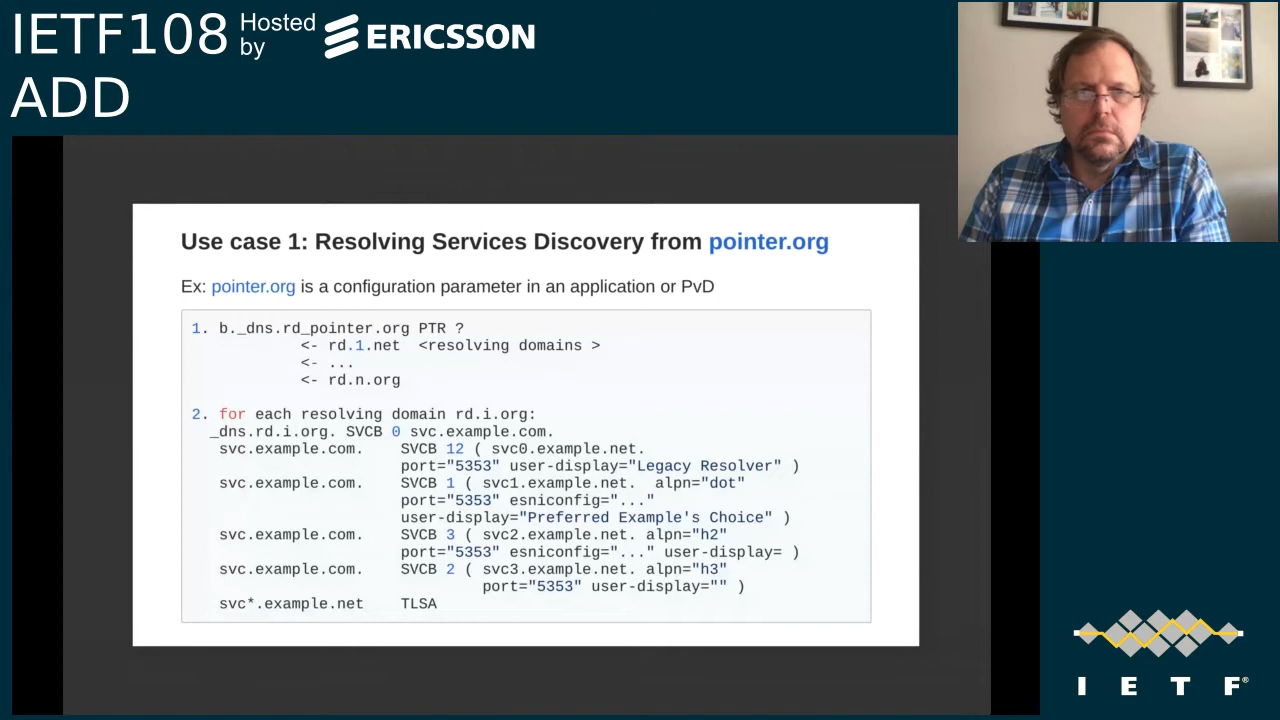 IETF108 Hosted by ERICSSON
ADD
Use case 1: Resolving Services Discovery from pointer.org
Ex: pointer.org is a configuration parameter in an application or PvD
1. b._dns.rd_pointer.org PTR ?
<- rd.1.net <resolving domains >
<- ...
<- rd.n.org
2. for each resolving domain rd.i.org:
_dns.rd.i.org. SVCB 0 svc.example.com.
svc.example.com. SVCB 12 ( svc0.example.net.
port="5353" user-display="Legacy Resolver" )
svc.example.com. SVCB 1 ( svc1.example.net. alpn="dot"
port="5353" esniconfig="..."
user-display="Preferred Example's Choice" )
svc.example.com. SVCB 3 ( svc2.example.net. alpn="h2"
port="5353" esniconfig="..." user-display= )
svc.example.com. SVCB 2 ( svc3.example.net. alpn="h3"
port="5353" user-display="" )
svc*.example.net TLSA
I E T F®